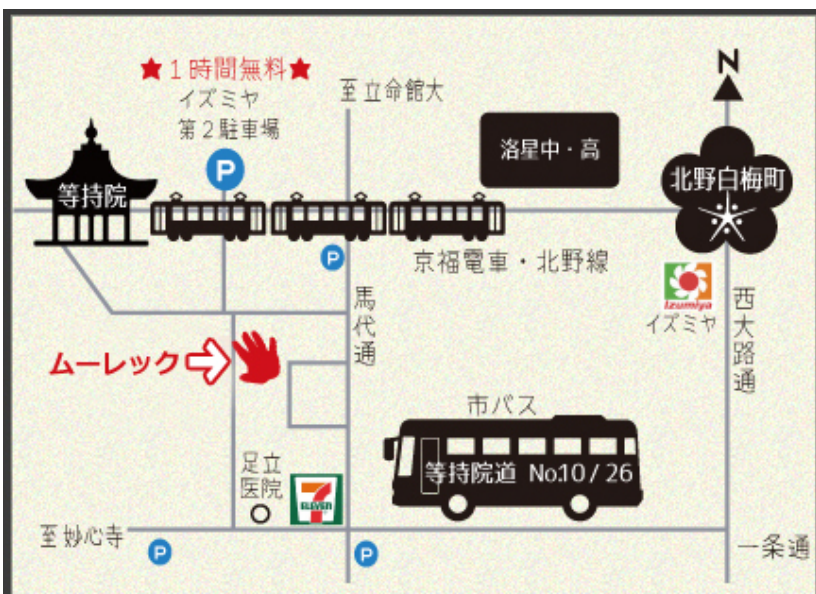 ★1時間無料★
イズミヤ
第2駐車場
P
至立命館大
N
洛星中・高
北野白梅町
等持院
P
京福電車・北野線
Izumiya
イズミヤ
馬代通
西大路通
ムーレック
市バス
等持院道 No.10 / 26
足立
医院
7
ELEVEN
至妙心寺
P
P
一条通